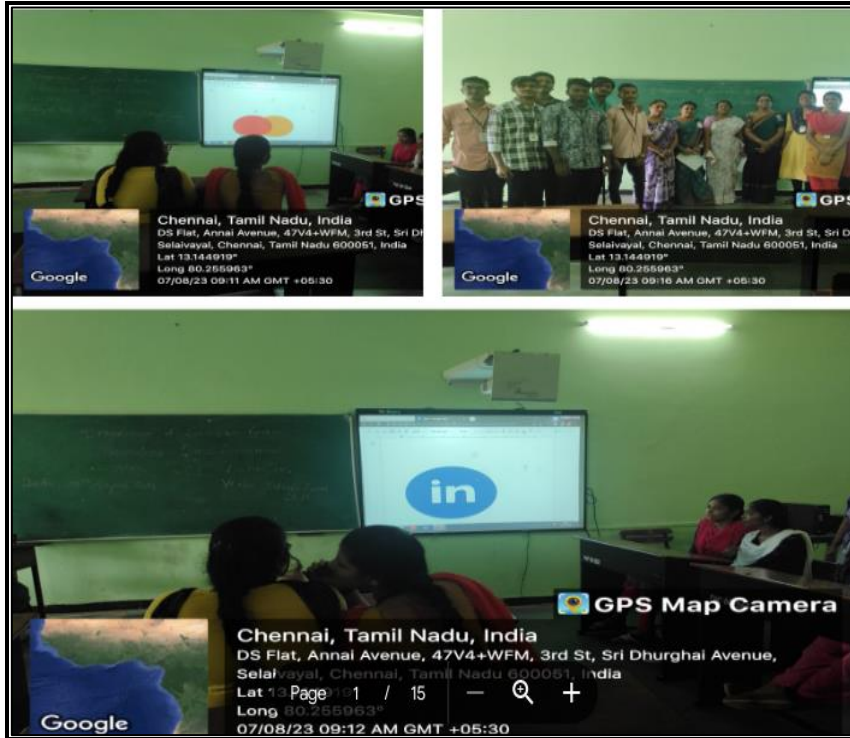 GPS
Chennai, Tamil Nadu, India
DS Flat, Annai Avenue, 47V4+WFM, 3rd St, Sri Dh
Selaivayal, Chennai, Tamil Nadu 600051, India
Lat 13.144919°
Long 80.255963°
07/08/23 09:11 AM GMT +05:30
Google
GPS
Chennai, Tamil Nadu, India
DS Flat, Annai Avenue, 47V4+WFM, 3rd St, Sri D
Selaivayal, Chennai, Tamil Nadu 600051, India
Lat 13.144919°
Long 80.255963°
07/08/23 09:16 AM GMT +05:30
Google
in
GPS Map Camera
Chennai, Tamil Nadu, India
DS Flat, Annai Avenue, 47V4+WFM, 3rd St, Sri Dhurghai Avenue,
Selaivayal, Chennai, Tamil Nadu 600051, India
Lat
Page 1 / 15
Long 80.255963°
07/08/23 09:12 AM GMT +05:30
Google